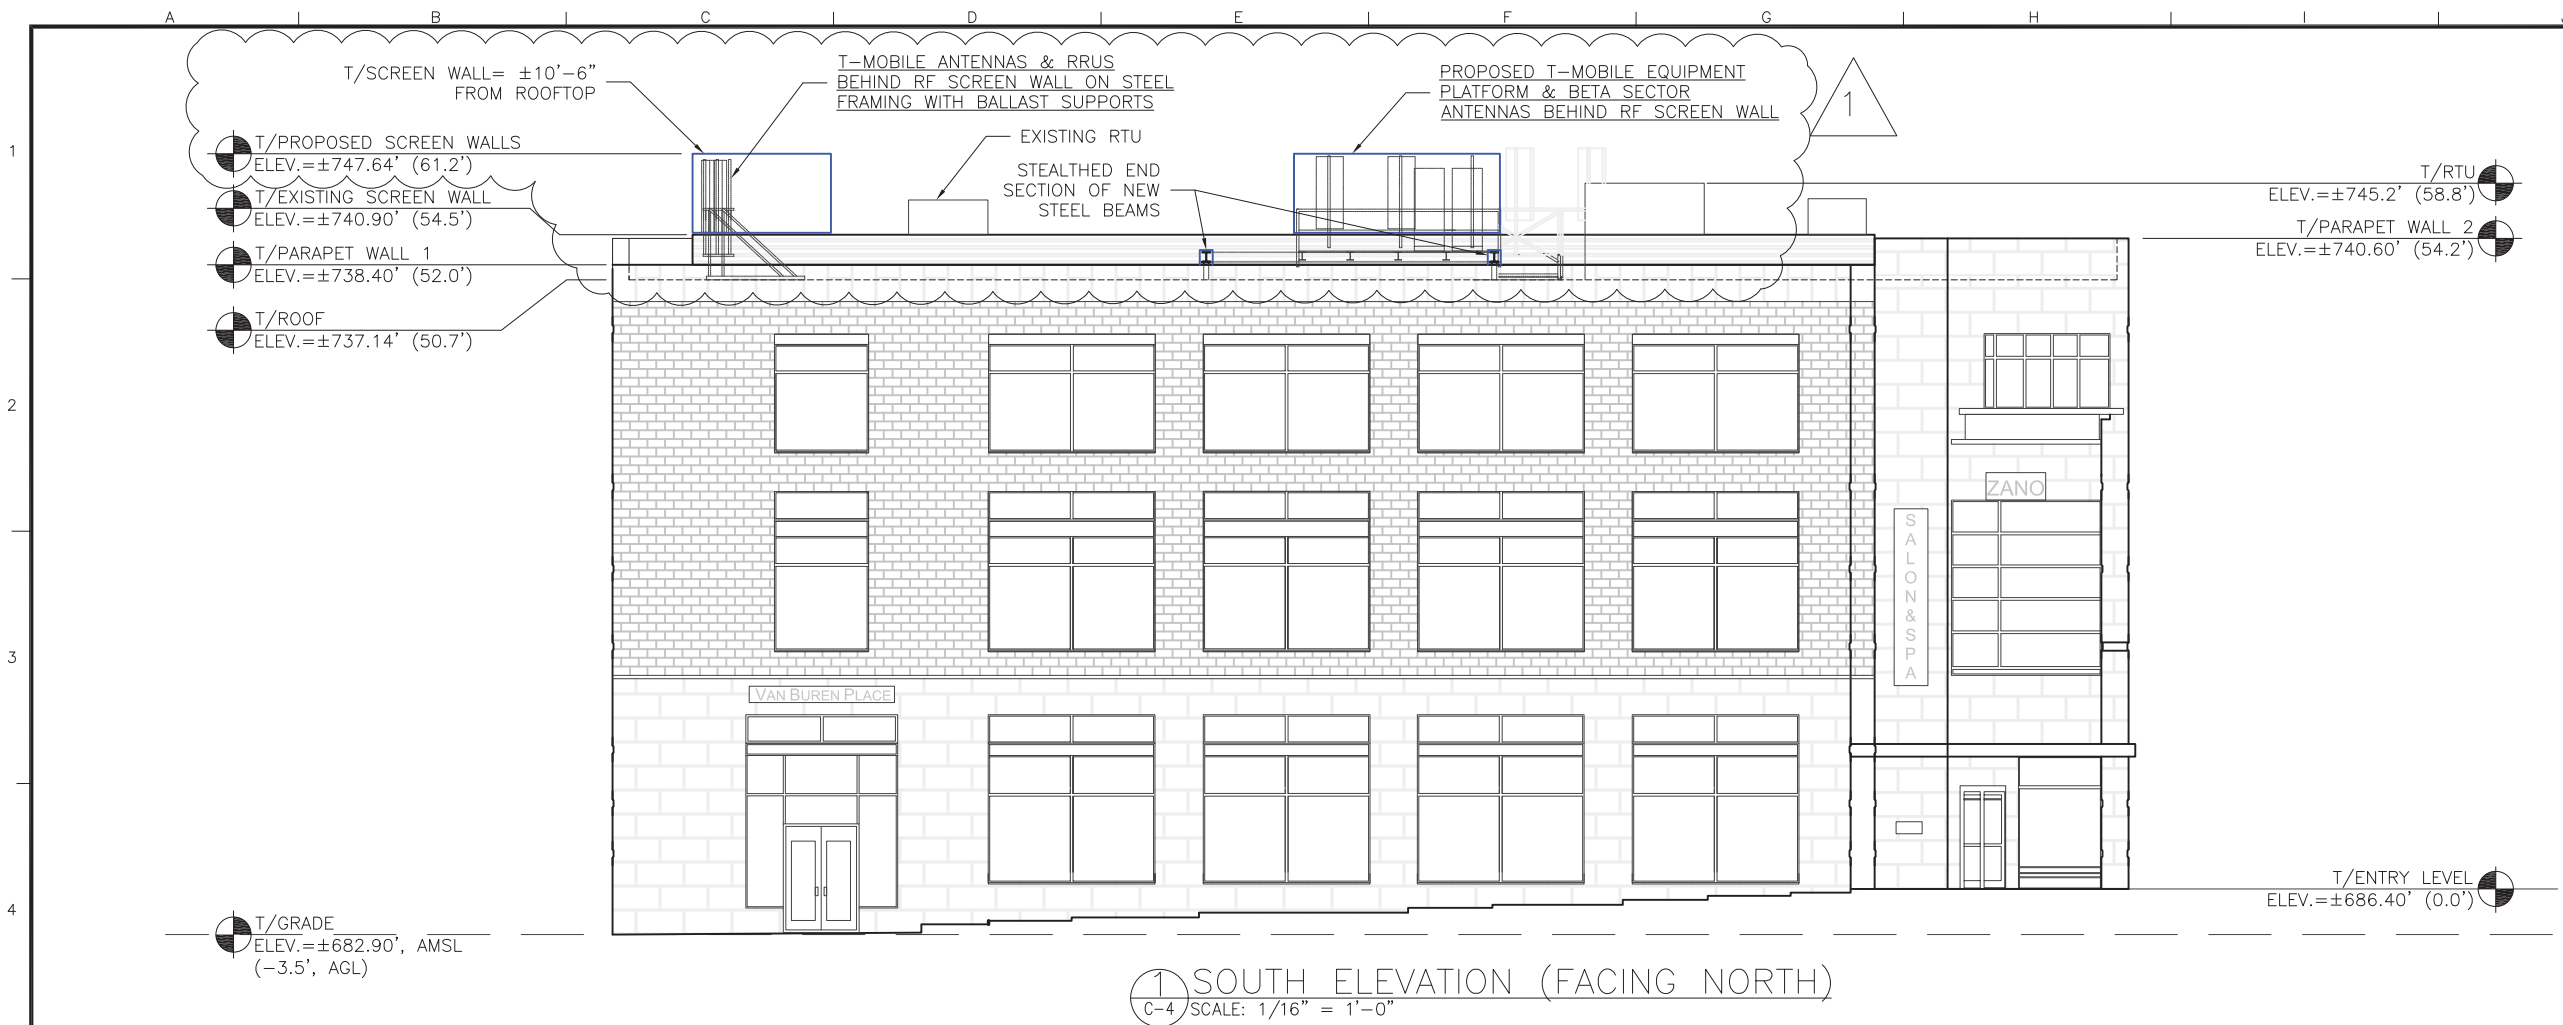 A B C D E F G H I
1
2
3
4
T/SCREEN WALL= ±10'-6"
FROM ROOFTOP
T-MOBILE ANTENNAS & RRUS
BEHIND RF SCREEN WALL ON STEEL
FRAMING WITH BALLAST SUPPORTS
EXISTING RTU
STEALTHED END
SECTION OF NEW
STEEL BEAMS
PROPOSED T-MOBILE EQUIPMENT
PLATFORM & BETA SECTOR
ANTENNAS BEHIND RF SCREEN WALL
1
T/PROPOSED SCREEN WALLS
ELEV.=±747.64' (61.2')
T/EXISTING SCREEN WALL
ELEV.=±740.90' (54.5')
T/PARAPET WALL 1
ELEV.=±738.40' (52.0')
T/ROOF
ELEV.=±737.14' (50.7')
T/RTU
ELEV.=±745.2' (58.8')
T/PARAPET WALL 2
ELEV.=±740.60' (54.2')
ZANO
SALON&SPA
VAN BUREN PLACE
T/ENTRY LEVEL
ELEV.=±686.40' (0.0')
T/GRADE
ELEV.=±682.90', AMSL
(-3.5', AGL)
1
C-4
SOUTH ELEVATION (FACING NORTH)
SCALE: 1/16" = 1'-0"